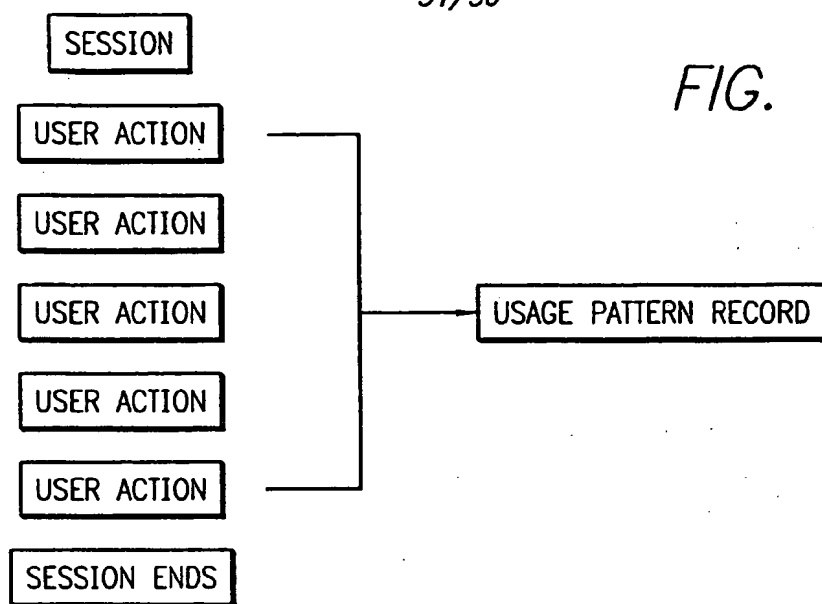 SESSION
FIG.
USER ACTION
USER ACTION
USER ACTION
USAGE PATTERN RECORD
USER ACTION
USER ACTION
SESSION ENDS